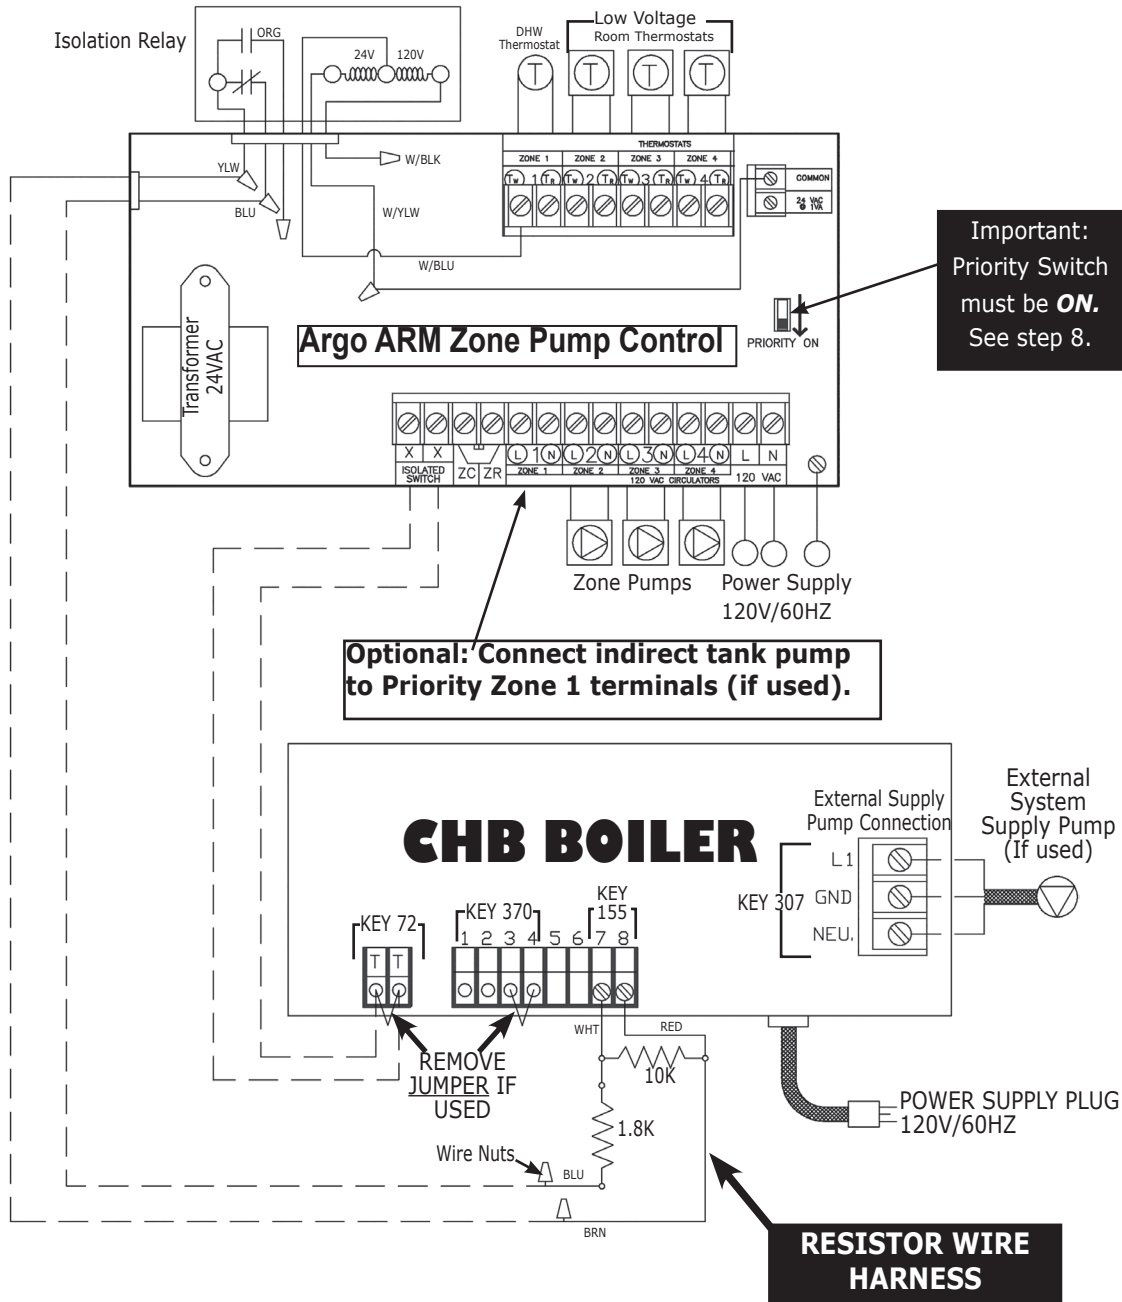 Isolation Relay
ORG
24V 120V
DHW
Thermostat
Low Voltage
Room Thermostats
T T T T
YLW
BLU
W/BLK
W/YLW
W/BLU
THERMOSTATS
ZONE 1 ZONE 2 ZONE 3 ZONE 4
TW 1 TR TW 2 TR TW 3 TR TW 4 TR
COMMON
24 VAC
@ 1VA
Important:
Priority Switch
must be ON.
See step 8.
PRIORITY ON
Transformer
24VAC
Argo ARM Zone Pump Control
X X
ISOLATED
SWITCH
ZC ZR
L 1 N L 2 N L 3 N L 4 N L N
ZONE 1 ZONE 2 ZONE 3 ZONE 4
120 VAC CIRCULATORS
120 VAC
Zone Pumps
Power Supply
120V/60HZ
Optional: Connect indirect tank pump
to Priority Zone 1 terminals (if used).
CHB BOILER
External Supply
Pump Connection
L1
GND
NEU.
KEY 307
External
System
Supply Pump
(If used)
KEY 72
T T
KEY 370
KEY
155
1 2 3 4 5 6 7 8
WHT
RED
10K
1.8K
REMOVE
JUMPER IF
USED
Wire Nuts
BLU
BRN
POWER SUPPLY PLUG
120V/60HZ
RESISTOR WIRE
HARNESS